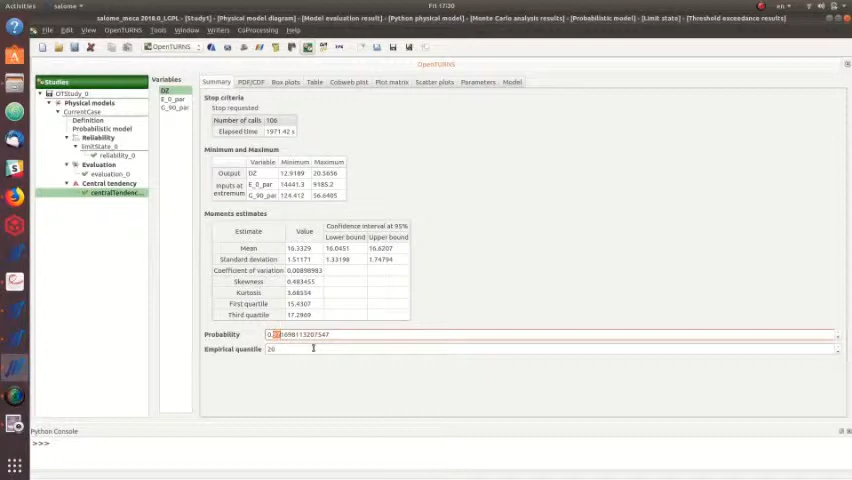 Activities
salome
Fri 17:20
en
salome_meca 2018.0_LGPL - [Study1] - [Physical model diagram] - [Model evaluation result] - [Python physical model] - [Monte Carlo analysis results] - [Probabilistic model] - [Limit state] - [Threshold exceedance results]
File Edit View Tools OpenTURNS Window Writers CoProcessing Help
OpenTURNS
OpenTURNS
Studies
OTStudy_0
Physical models
CurrentCase
Definition
Probabilistic model
Reliability
limitState_0
reliability_0
Evaluation
evaluation_0
Central tendency
centralTendenc...
Variables
DZ
E_0_par
G_90_par
Summary PDF/CDF Box plots Table Cobweb plot Plot matrix Scatter plots Parameters Model
Stop criteria
Stop requested
Number of calls 106
Elapsed time 1971.42 s
Minimum and Maximum
Variable Minimum Maximum
Output DZ 12.9189 20.5656
Inputs at extremum E_0_par 14441.3 9185.2
G_90_par 124.412 56.6405
Moments estimates
Estimate Value Confidence interval at 95%
Lower bound Upper bound
Mean 16.3329 16.0451 16.6207
Standard deviation 1.51171 1.33198 1.74794
Coefficient of variation 0.00898983
Skewness 0.483455
Kurtosis 3.68554
First quartile 15.4307
Third quartile 17.2969
Probability
Empirical quantile 20
Python Console
>>>